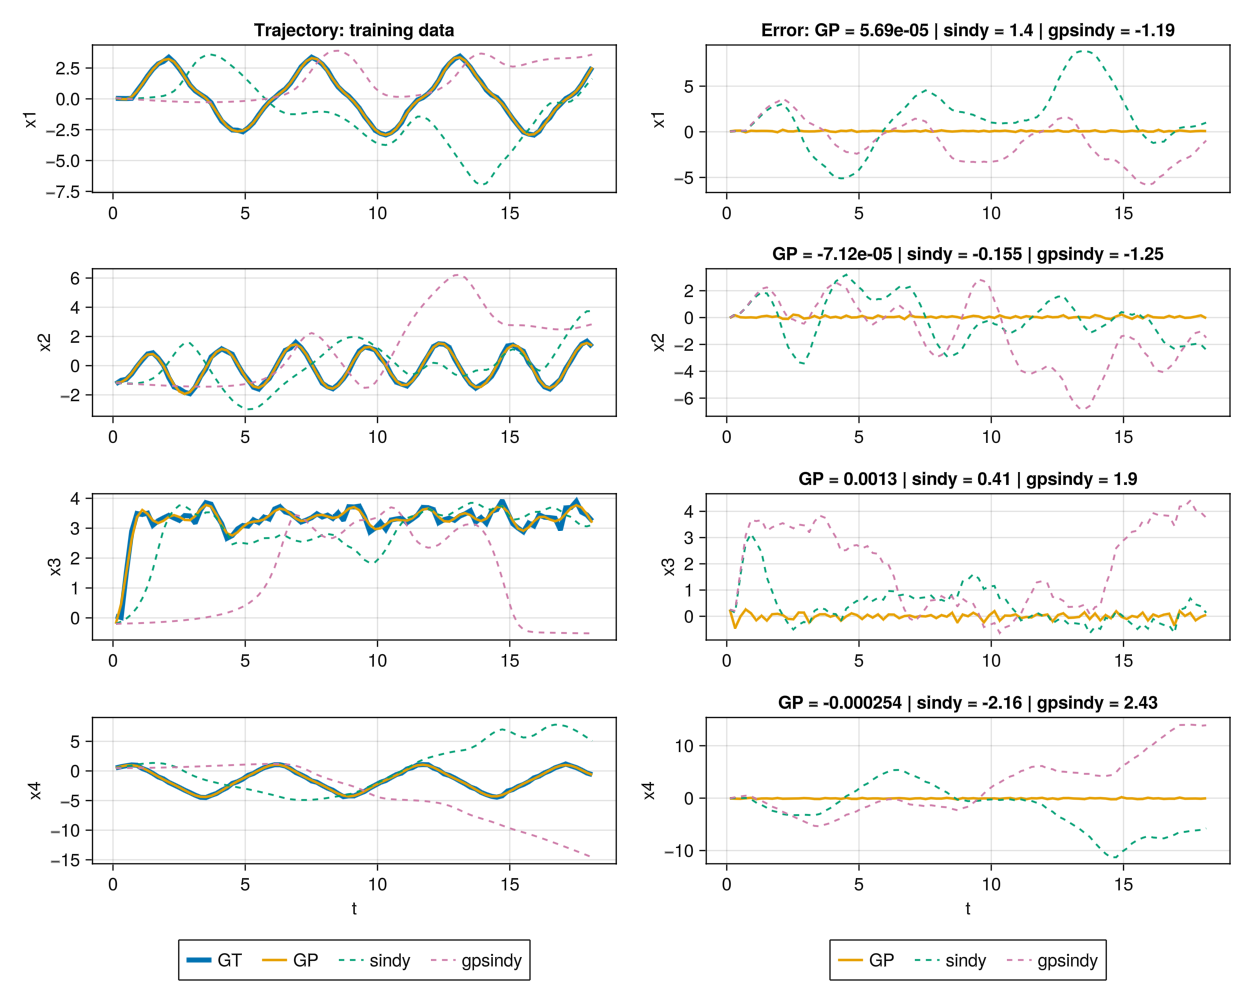 Trajectory: training data
x1
2.5
0.0
−2.5
−5.0
−7.5
0 5 10 15
Error: GP = 5.69e-05 | sindy = 1.4 | gpsindy = -1.19
x1
5
0
−5
0 5 10 15
x2
6
4
2
0
−2
0 5 10 15
GP = -7.12e-05 | sindy = -0.155 | gpsindy = -1.25
x2
2
0
−2
−4
−6
0 5 10 15
x3
4
3
2
1
0
0 5 10 15
GP = 0.0013 | sindy = 0.41 | gpsindy = 1.9
x3
4
3
2
1
0
0 5 10 15
x4
5
0
−5
−10
−15
0 5 10 15
t
GP = -0.000254 | sindy = -2.16 | gpsindy = 2.43
x4
10
0
−10
0 5 10 15
t
GT GP sindy gpsindy
GP sindy gpsindy